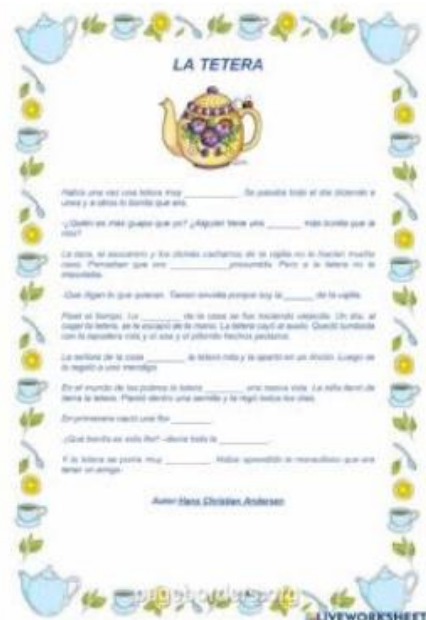 LA TETERA
Había una vez una tetera muy __________. Se pasaba todo el día diciendo a
unos y a otros lo bonita que era.
-¿Quién es más guapa que yo? ¿Alguien tiene una ______ más bonita que la
mía?
La taza, el azucarero y los demás cacharros de la vajilla no le hacían mucho
caso. Pensaban que era __________ presumida. Pero a la tetera no le
importaba.
-Que digan lo que quieran. Tienen envidia porque soy la _____ de la vajilla.
Pasó el tiempo. La ________ de la casa se fue haciendo viejecita. Un día, al
coger la tetera, se le escapó de la mano. La tetera cayó al suelo. Quedó tumbada
con la tapadera rota y el asa y el pitorrito hechos pedazos.
La señora de la casa ________ la tetera rota y la apartó en un rincón. Luego se
la regaló a una mendiga.
En el mundo de los pobres la tetera ________ una nueva vida. La niña llenó de
tierra la tetera. Plantó dentro una semilla y la regó todos los días.
En primavera nació una flor ________.
-¡Qué bonita es esta flor! –decía toda la __________.
Y la tetera se ponía muy _________. Había aprendido lo maravilloso que era
tener un amigo.
Autor: Hans Christian Andersen
pageborders.org
LIVEWORKSHEETS